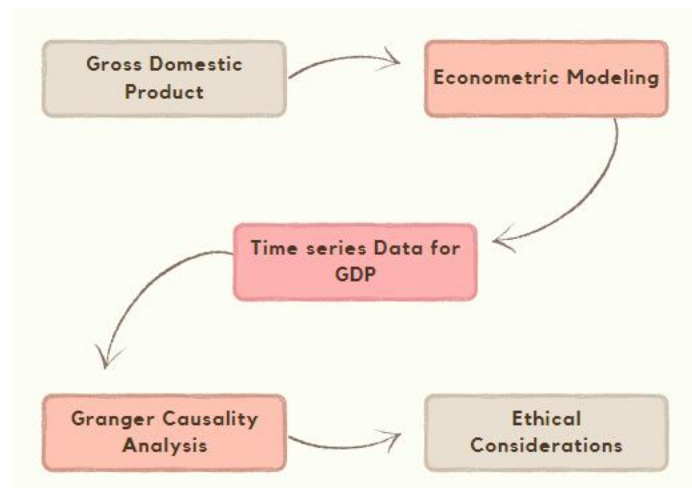 Gross Domestic
Product
Econometric Modeling
Time series Data for
GDP
Granger Causality
Analysis
Ethical
Considerations